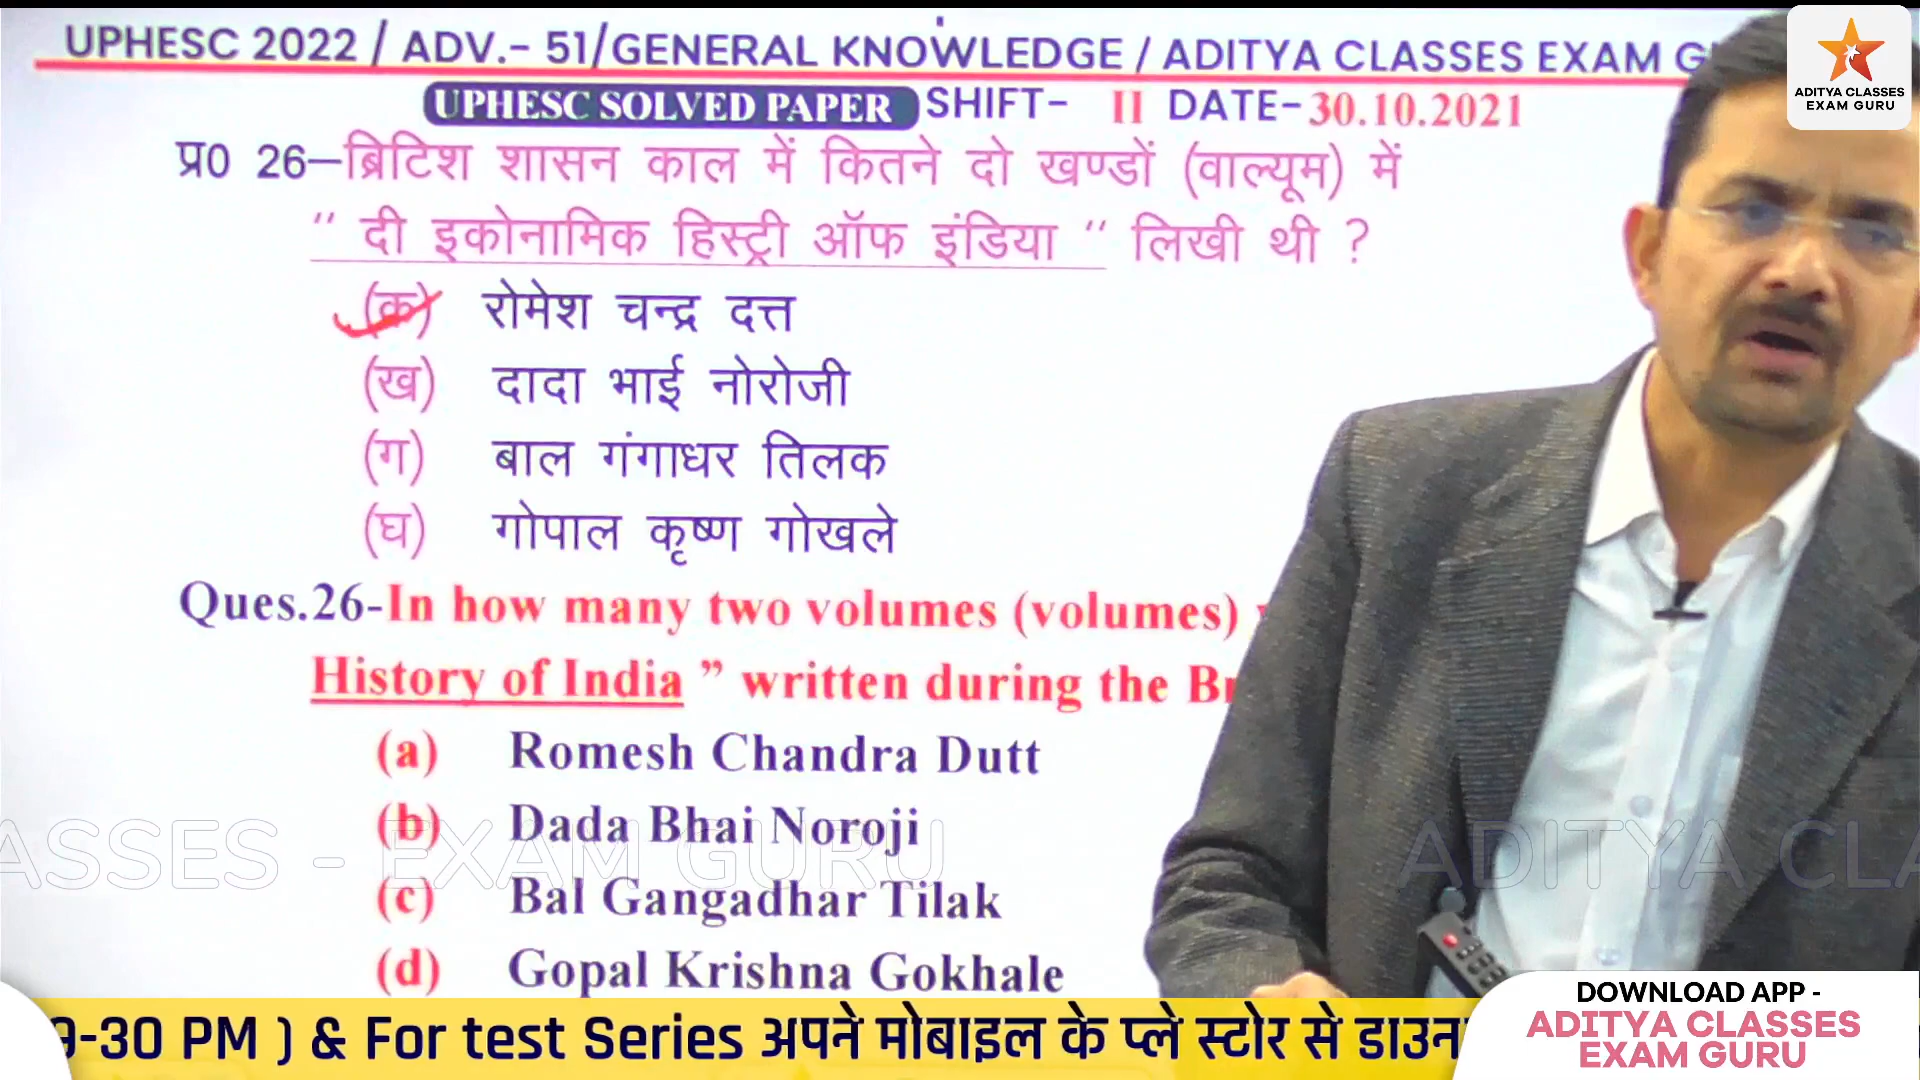 UPHESC 2022 / ADV.- 51/GENERAL KNOWLEDGE / ADITYA CLASSES EXAM
ADITYA CLASSES
EXAM GURU
UPHESC SOLVED PAPER SHIFT- II DATE-30.10.2021
प्र0 26–ब्रिटिश शासन काल में कितने दो खण्डों (वाल्यूम) में
“ दी इकोनामिक हिस्ट्री ऑफ इंडिया “ लिखी थी ?
(क) रोमेश चन्द्र दत्त
(ख) दादा भाई नोरोजी
(ग) बाल गंगाधर तिलक
(घ) गोपाल कृष्ण गोखले
Ques.26-In how many two volumes (volumes)
History of India ” written during the
(a) Romesh Chandra Dutt
(b) Dada Bhai Noroji
ASSES - EXAM GURU ADITYA CLA
(c) Bal Gangadhar Tilak
(d) Gopal Krishna Gokhale
9-30 PM ) & For test Series अपने मोबाइल के प्ले स्टोर से
DOWNLOAD APP -
ADITYA CLASSES
EXAM GURU